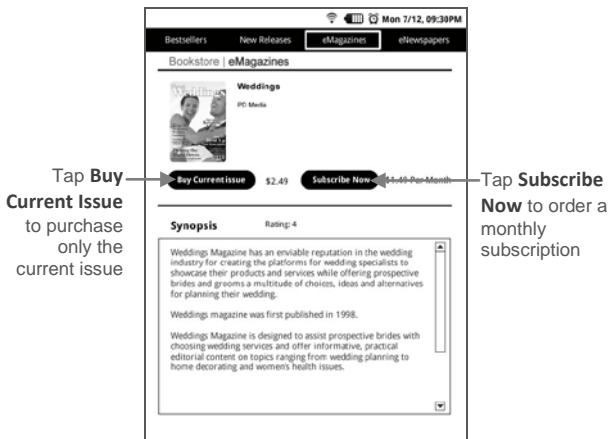 Mon 7/12, 09:30PM
Bestsellers New Releases eMagazines eNewspapers
Bookstore | eMagazines
Weddings
Weddings
PD Media
Tap Buy
Current Issue
to purchase
only the
current issue
Buy Current issue $2.49 Subscribe Now $1.49 Per Month
Tap Subscribe
Now to order a
monthly
subscription
Synopsis Rating: 4
Weddings Magazine has an enviable reputation in the wedding
industry for creating the platforms for wedding specialists to
showcase their products and services while offering prospective
brides and grooms a multitude of choices, ideas and alternatives
for planning their wedding.
Weddings magazine was first published in 1998.
Weddings Magazine is designed to assist prospective brides with
choosing wedding services and offer informative, practical
editorial content on topics ranging from wedding planning to
home decorating and women's health issues.